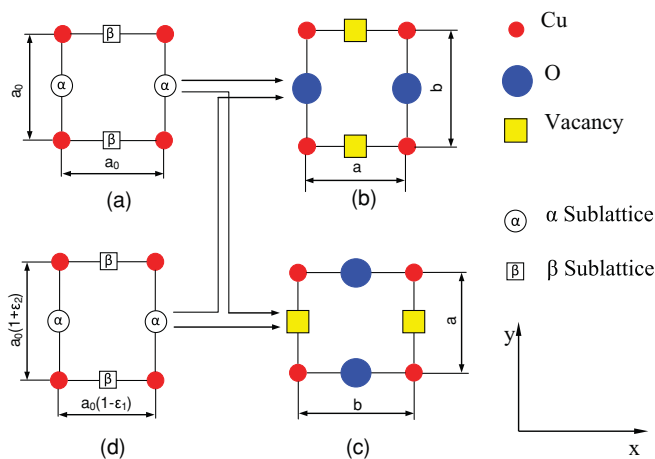 β
α
α
a₀
β
a₀
(a)
b
a
(b)
Cu
O
Vacancy
α
α Sublattice
β
β Sublattice
β
α
α
a₀(1+ε₂)
β
a₀(1-ε₁)
(d)
a
b
(c)
y
x